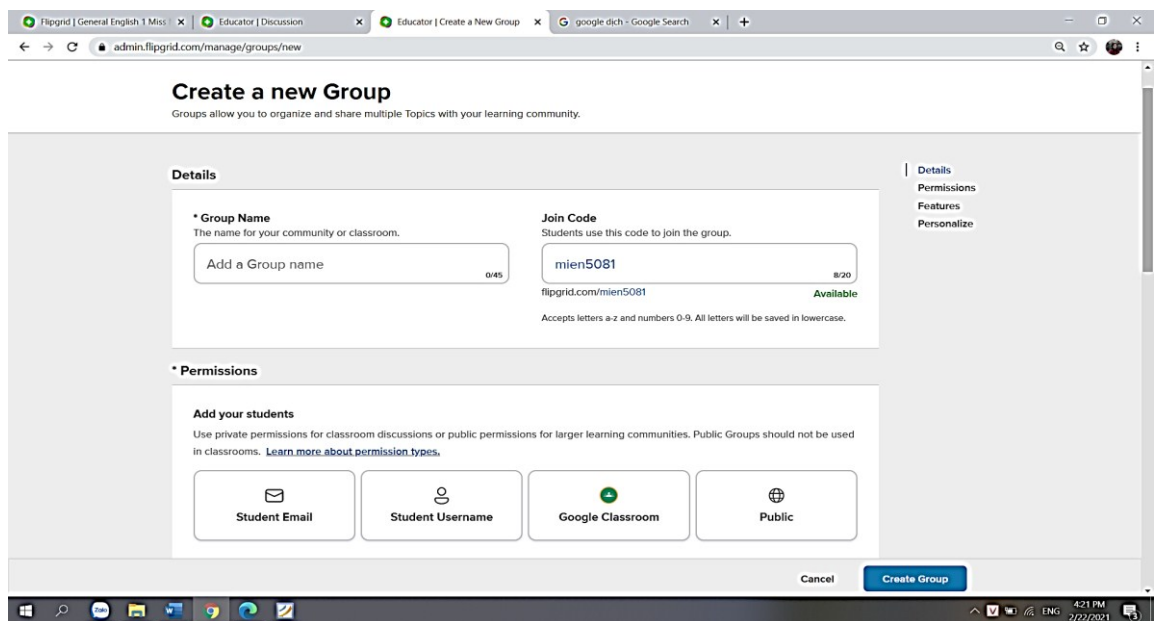 Flipgrid | General English 1 Miss
Educator | Discussion
Educator | Create a New Group
google dich - Google Search
admin.flipgrid.com/manage/groups/new
Create a new Group
Groups allow you to organize and share multiple Topics with your learning community.
Details
Details
Permissions
Features
Personalize
* Group Name
The name for your community or classroom.
Add a Group name
0/45
Join Code
Students use this code to join the group.
mien5081
8/20
flipgrid.com/mien5081
Available
Accepts letters a-z and numbers 0-9. All letters will be saved in lowercase.
* Permissions
Add your students
Use private permissions for classroom discussions or public permissions for larger learning communities. Public Groups should not be used
in classrooms. Learn more about permission types.
Student Email
Student Username
Google Classroom
Public
Cancel
Create Group
Zalo
ENG
4:21 PM
2/22/2021